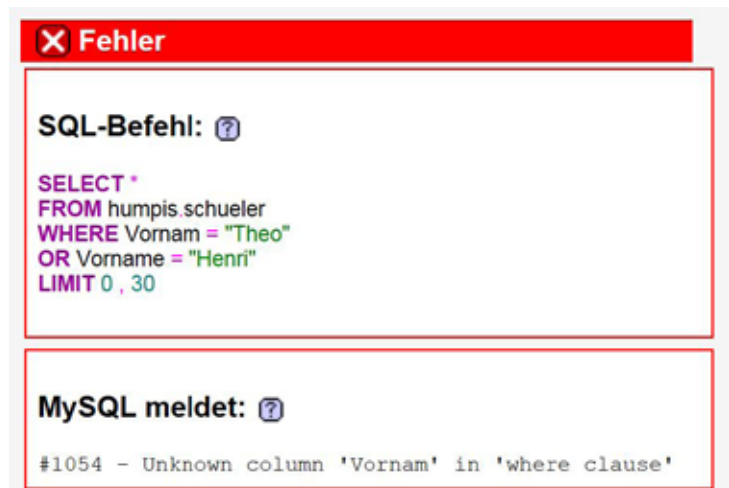 Fehler
SQL-Befehl:
SELECT *
FROM humpis.schueler
WHERE Vornam = "Theo"
OR Vorname = "Henri"
LIMIT 0 , 30
MySQL meldet:
#1054 - Unknown column 'Vornam' in 'where clause'